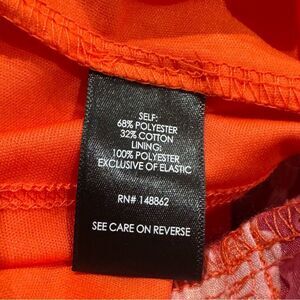 SELF:
68% POLYESTER
32% COTTON
LINING:
100% POLYESTER
EXCLUSIVE OF ELASTIC
RN# 148862
SEE CARE ON REVERSE